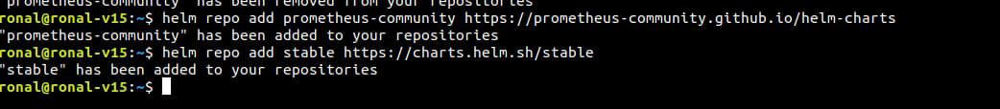 "prometheus-community" has been removed from your repositories
ronal@ronal-v15:~$ helm repo add prometheus-community https://prometheus-community.github.io/helm-charts
"prometheus-community" has been added to your repositories
ronal@ronal-v15:~$ helm repo add stable https://charts.helm.sh/stable
"stable" has been added to your repositories
ronal@ronal-v15:~$